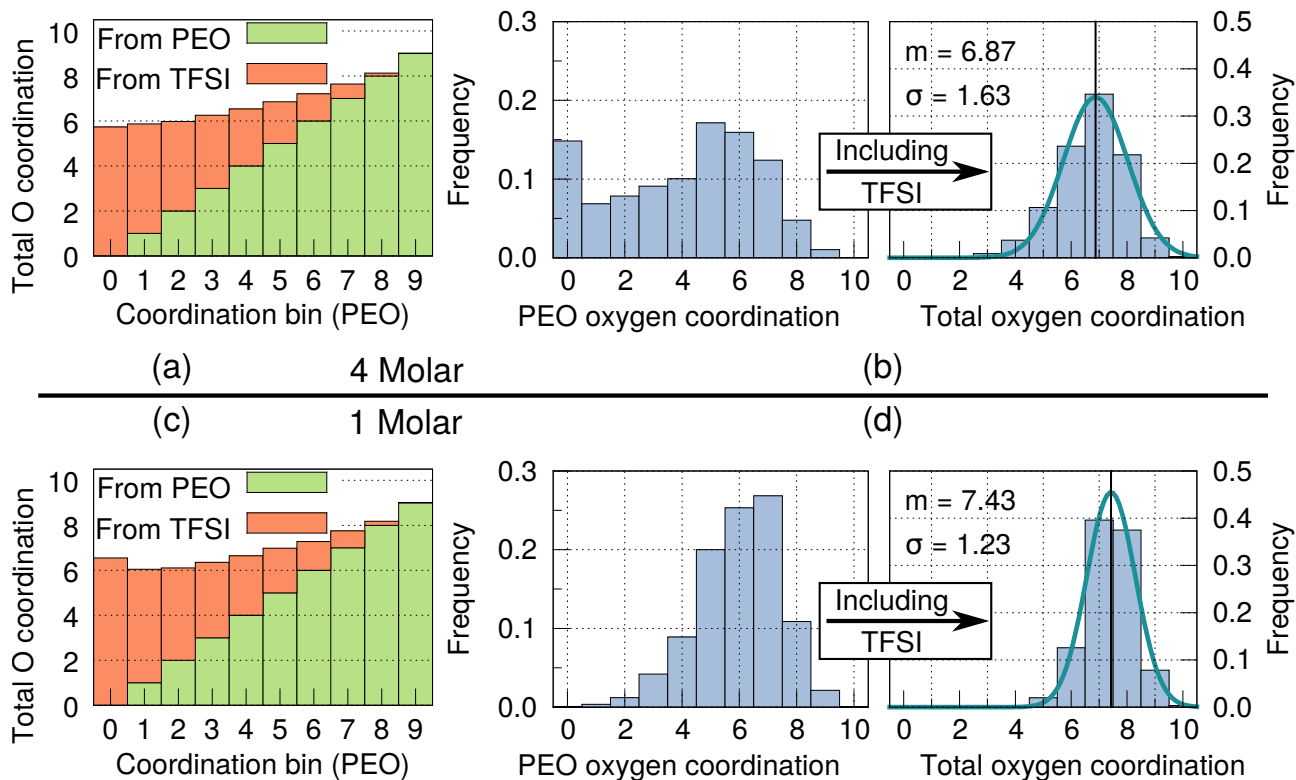 From PEO
From TFSI
Total O coordination
0
2
4
6
8
10
0 1 2 3 4 5 6 7 8 9
Coordination bin (PEO)
Frequency
0.0
0.1
0.2
0.3
0 2 4 6 8 10
PEO oxygen coordination
Including
TFSI
m = 6.87
σ = 1.63
0.0
0.1
0.2
0.3
0.4
0.5
Frequency
0 2 4 6 8 10
Total oxygen coordination
(a)
4 Molar
(b)
(c)
1 Molar
(d)
From PEO
From TFSI
Total O coordination
0
2
4
6
8
10
0 1 2 3 4 5 6 7 8 9
Coordination bin (PEO)
Frequency
0.0
0.1
0.2
0.3
0 2 4 6 8 10
PEO oxygen coordination
Including
TFSI
m = 7.43
σ = 1.23
0.0
0.1
0.2
0.3
0.4
0.5
Frequency
0 2 4 6 8 10
Total oxygen coordination